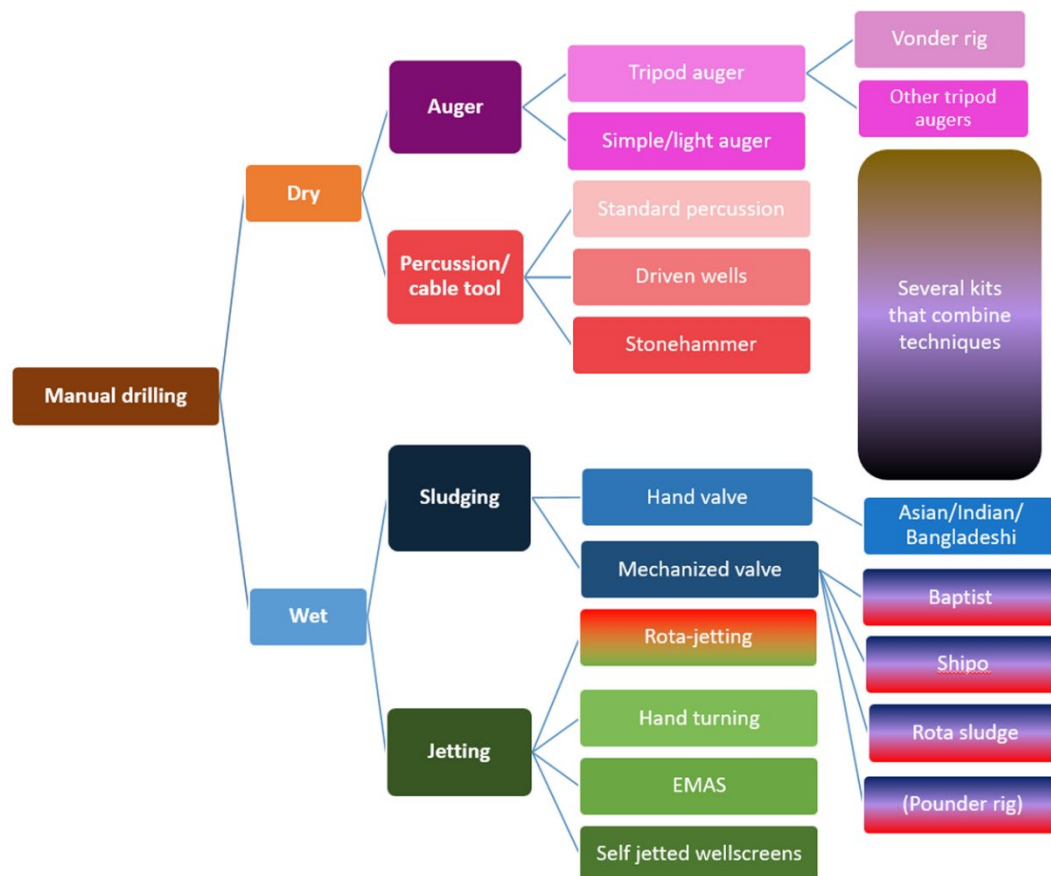 Vonder rig
Tripod auger
Other tripod
augers
Auger
Simple/light auger
Dry
Standard percussion
Percussion/
cable tool
Driven wells
Several kits
that combine
techniques
Stonehammer
Manual drilling
Sludging
Hand valve
Asian/Indian/
Bangladeshi
Mechanized valve
Baptist
Wet
Rota-jetting
Shipo
Hand turning
Rota sludge
Jetting
EMAS
(Pounder rig)
Self jetted wellscreens